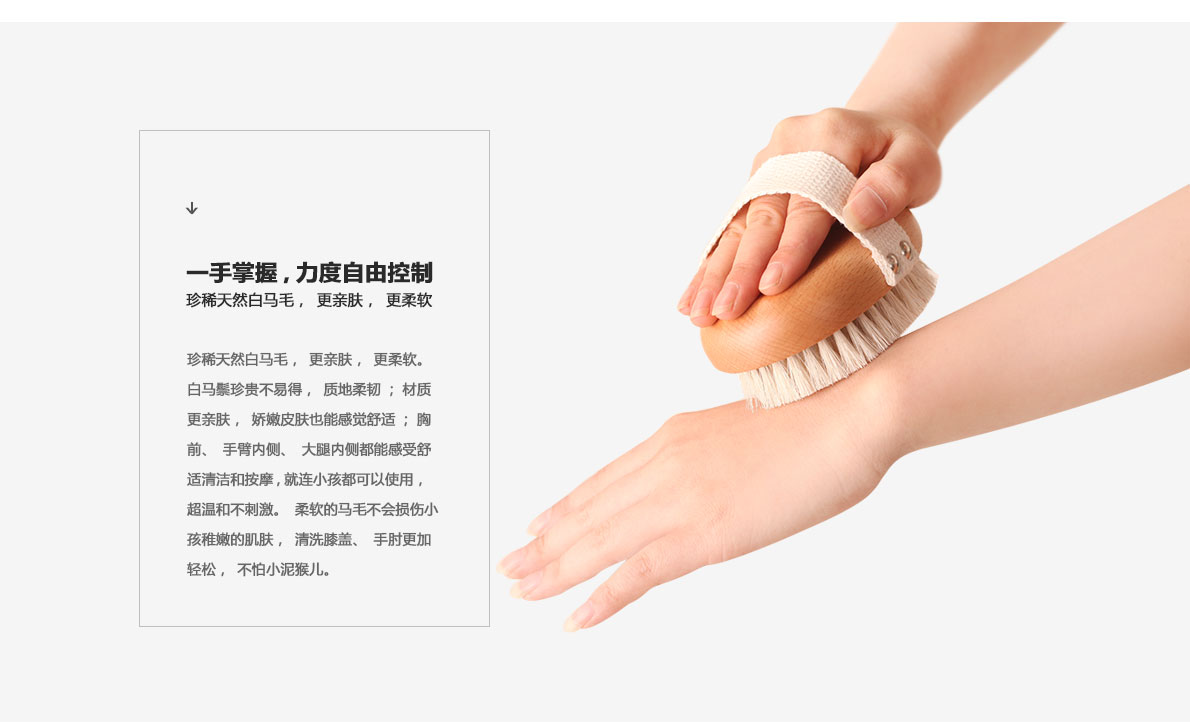 一手掌握，力度自由控制
珍稀天然白马毛， 更亲肤， 更柔软
珍稀天然白马毛， 更亲肤， 更柔软。
白马鬃珍贵不易得， 质地柔韧 ；材质
更亲肤， 娇嫩皮肤也能感觉舒适 ；胸
前、 手臂内侧、 大腿内侧都能感受舒
适清洁和按摩，就连小孩都可以使用，
超温和不刺激。 柔软的马毛不会损伤小
孩稚嫩的肌肤， 清洗膝盖、 手肘更加
轻松， 不怕小泥猴儿。